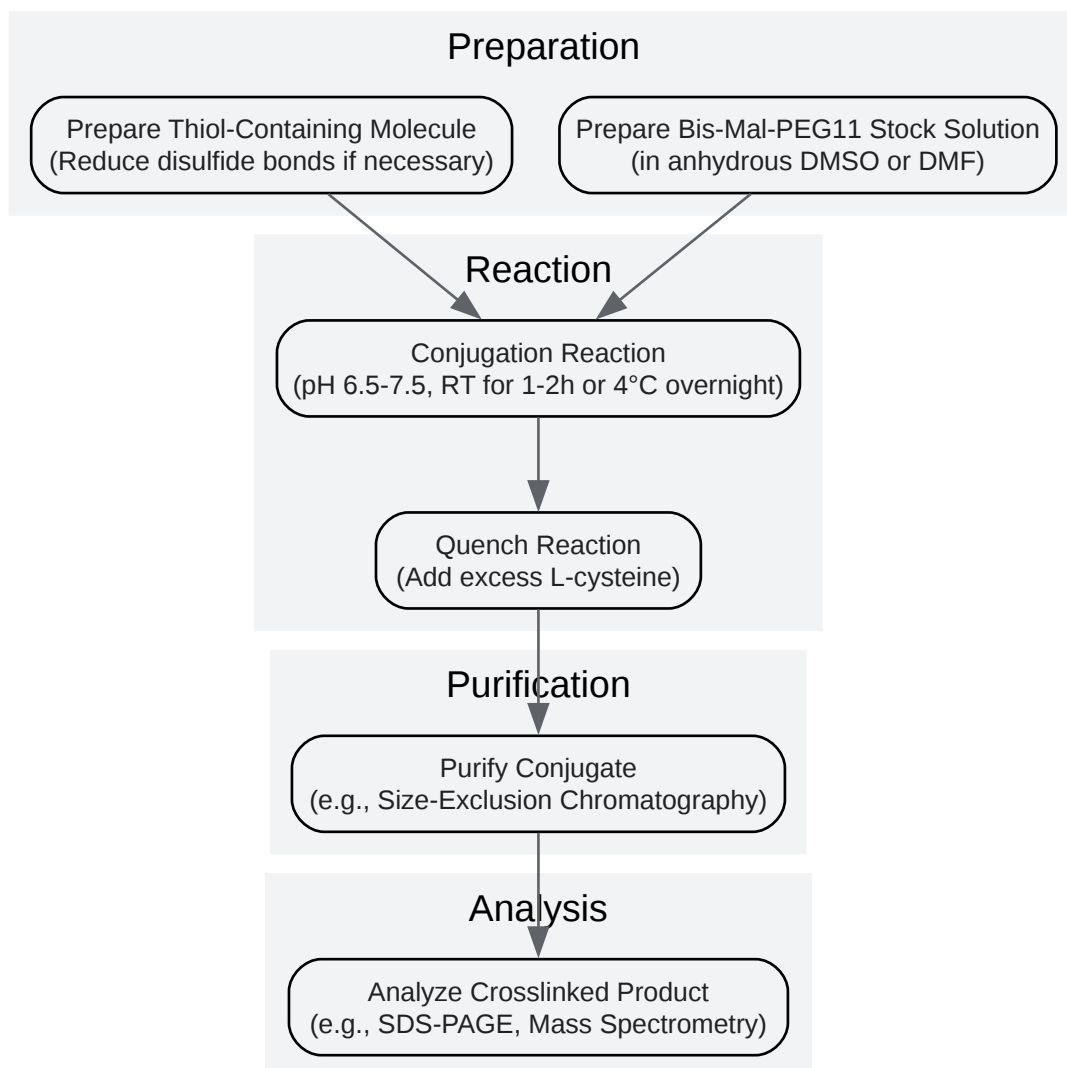 Preparation
Prepare Thiol-Containing Molecule
(Reduce disulfide bonds if necessary)
Prepare Bis-Mal-PEG11 Stock Solution
(in anhydrous DMSO or DMF)
Reaction
Conjugation Reaction
(pH 6.5-7.5, RT for 1-2h or 4°C overnight)
Quench Reaction
(Add excess L-cysteine)
Purification
Purify Conjugate
(e.g., Size-Exclusion Chromatography)
Analysis
Analyze Crosslinked Product
(e.g., SDS-PAGE, Mass Spectrometry)